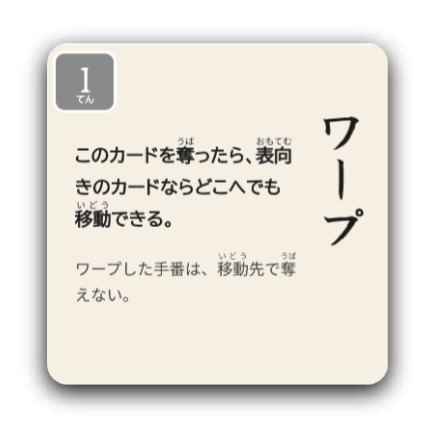 1
てん
ワープ
このカードを奪ったら、表向
きのカードならどこへでも
移動できる。
ワープした手番は、移動先で奪
えない。